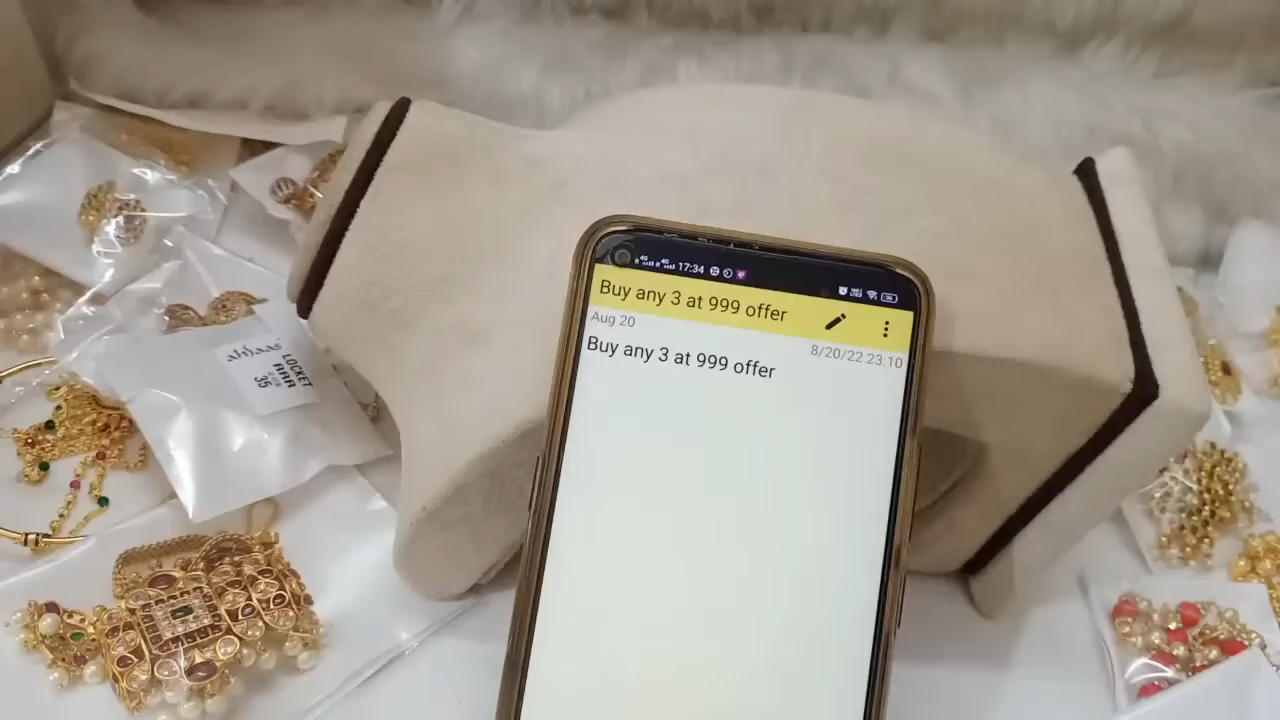 17:34
Buy any 3 at 999 offer
Aug 20
8/20/22 23:10
Buy any 3 at 999 offer
LOCKET
RRR
35